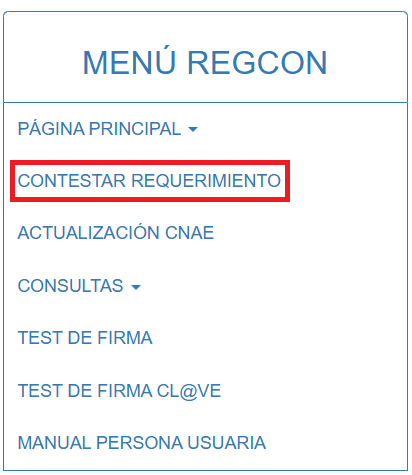 MENÚ REGCON
PÁGINA PRINCIPAL
CONTESTAR REQUERIMIENTO
ACTUALIZACIÓN CNAE
CONSULTAS
TEST DE FIRMA
TEST DE FIRMA CL@VE
MANUAL PERSONA USUARIA